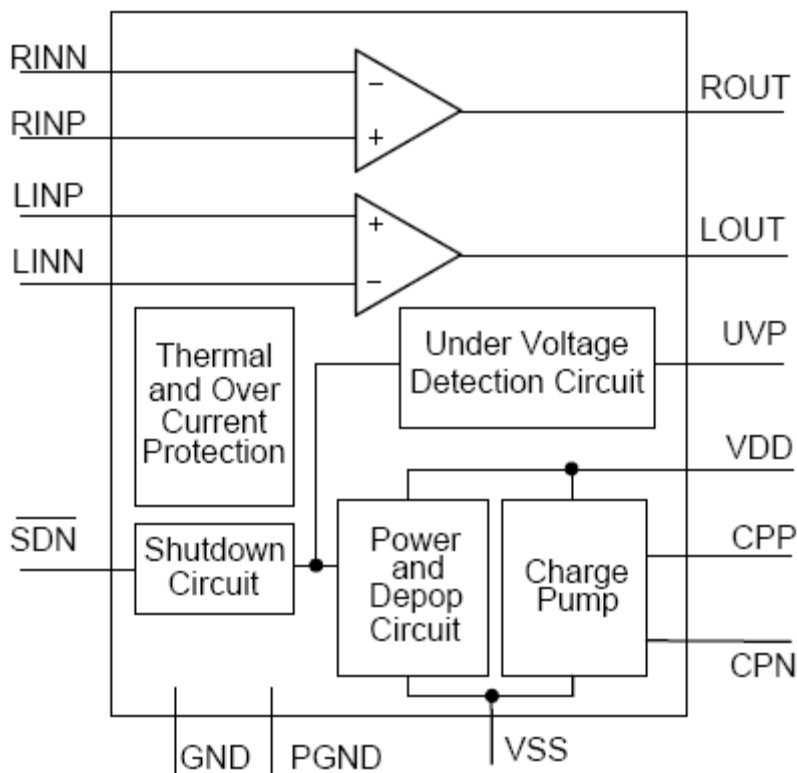 RINN
ROUT
−
RINP
+
LINP
LOUT
+
LINN
−
Thermal
and Over
Current
Protection
Under Voltage
Detection Circuit
UVP
VDD
SDN
Shutdown
Circuit
Power
and
Depop
Circuit
Charge
Pump
CPP
CPN
GND
PGND
VSS